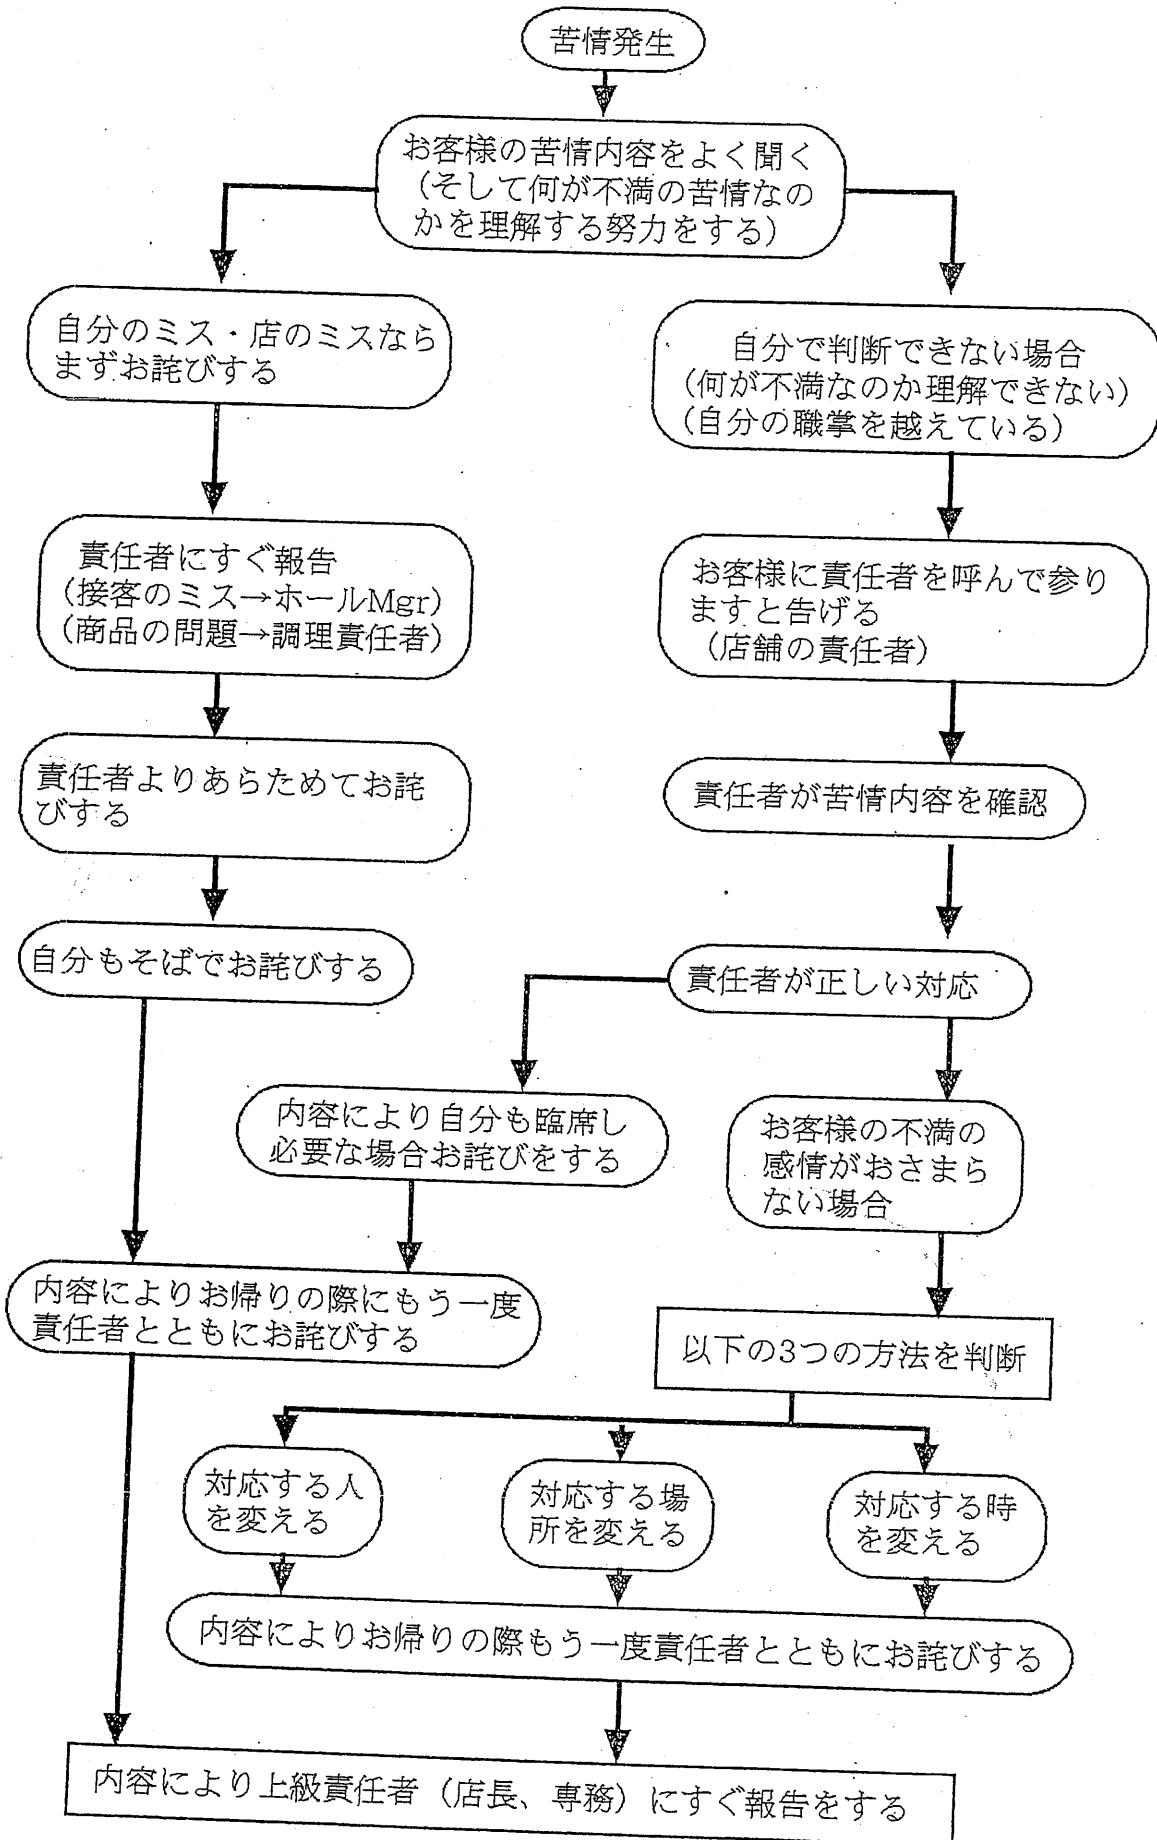 苦情発生
お客様の苦情内容をよく聞く
(そして何が不満の苦情なの
かを理解する努力をする)
自分のミス・店のミスなら
まずお詫びする
自分で判断できない場合
(何が不満なのか理解できない)
(自分の職掌を越えている)
責任者にすぐ報告
(接客のミス→ホールMgr)
(商品の問題→調理責任者)
お客様に責任者を呼んで参り
ますと告げる
(店舗の責任者)
責任者よりあらためてお詫
びする
責任者が苦情内容を確認
自分もそばでお詫びする
責任者が正しい対応
内容により自分も臨席し
必要な場合お詫びをする
お客様の不満の
感情がおさまら
ない場合
内容によりお帰りの際にもう一度
責任者とともにお詫びする
以下の3つの方法を判断
対応する人
を変える
対応する場
所を変える
対応する時
を変える
内容によりお帰りの際もう一度責任者とともにお詫びする
内容により上級責任者(店長、専務)にすぐ報告をする